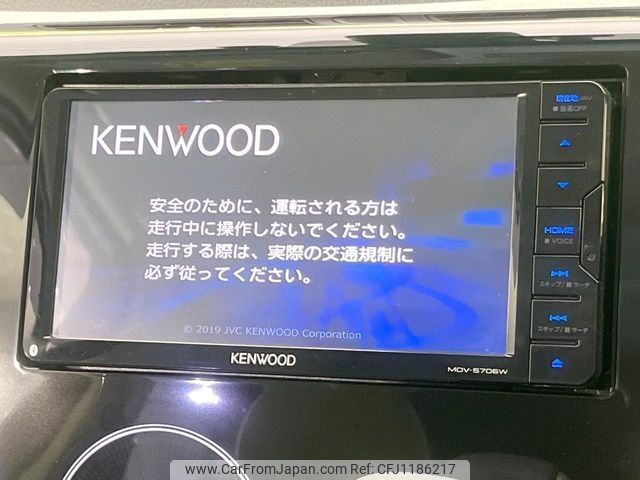 KENWOOD
安全のために、運転される方は
走行中に操作しないでください。
走行する際は、実際の交通規制に
必ず従ってください。
© 2019 JVC KENWOOD Corporation
KENWOOD
MDV-S706W
現在地/AV
画面OFF
HOME
VOICE
スキップ/サーチ
スキップ/サーチ
www.CarFromJapan.com - CFJ1186217